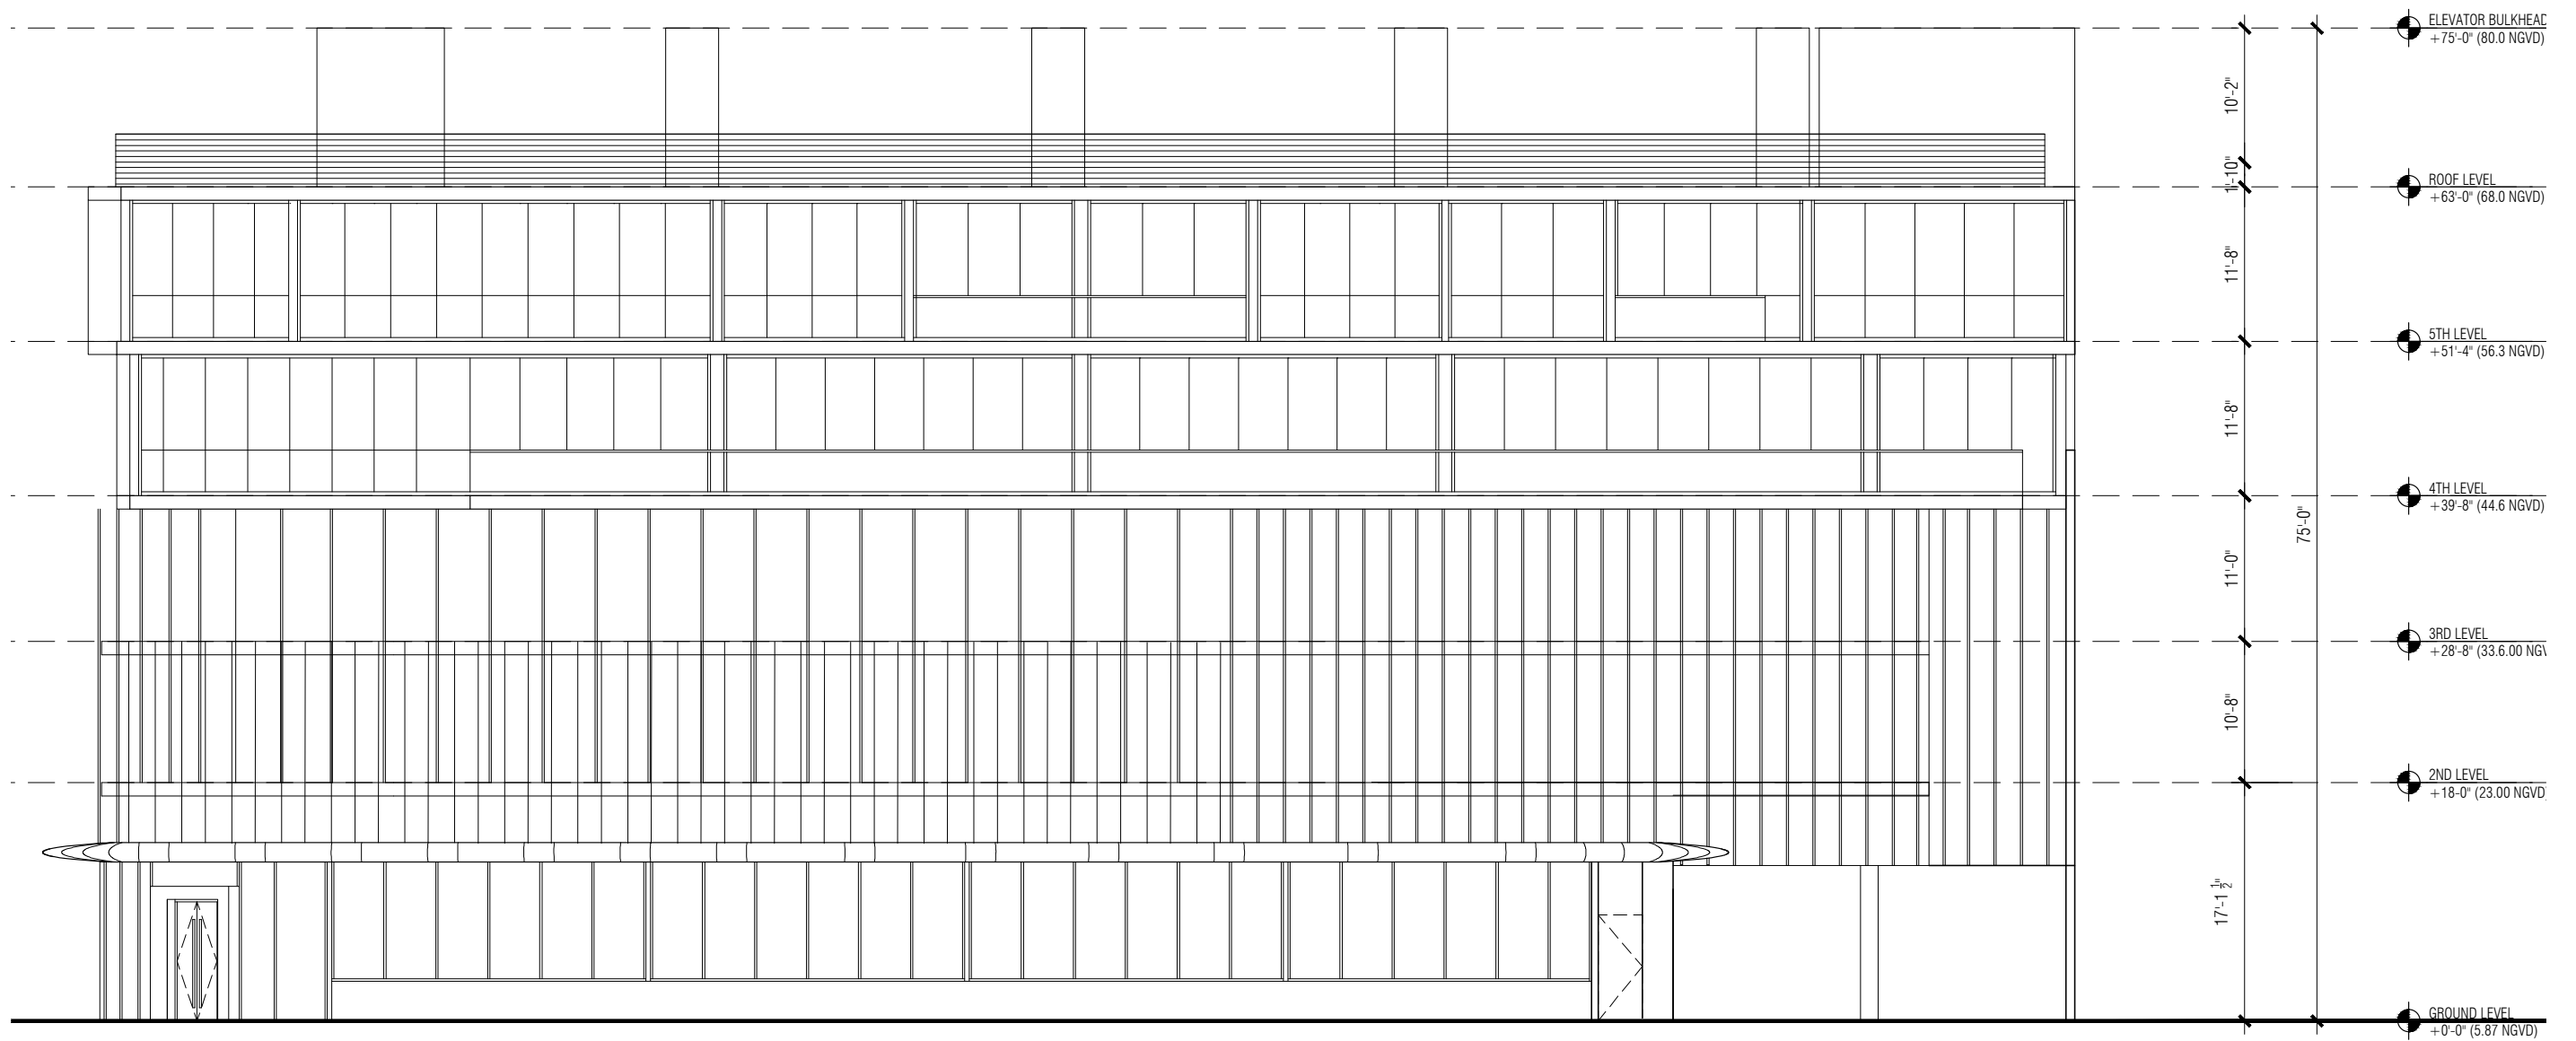 ELEVATOR BULKHEAD
+75'-0" (80.0 NGVD)
10'-2"
1'-10"
ROOF LEVEL
+63'-0" (68.0 NGVD)
11'-8"
5TH LEVEL
+51'-4" (56.3 NGVD)
11'-8"
4TH LEVEL
+39'-8" (44.6 NGVD)
75'-0"
11'-0"
3RD LEVEL
+28'-8" (33.6.00 NGV
10'-8"
2ND LEVEL
+18-0" (23.00 NGVD
17'-1 1/2"
GROUND LEVEL
+0'-0" (5.87 NGVD)